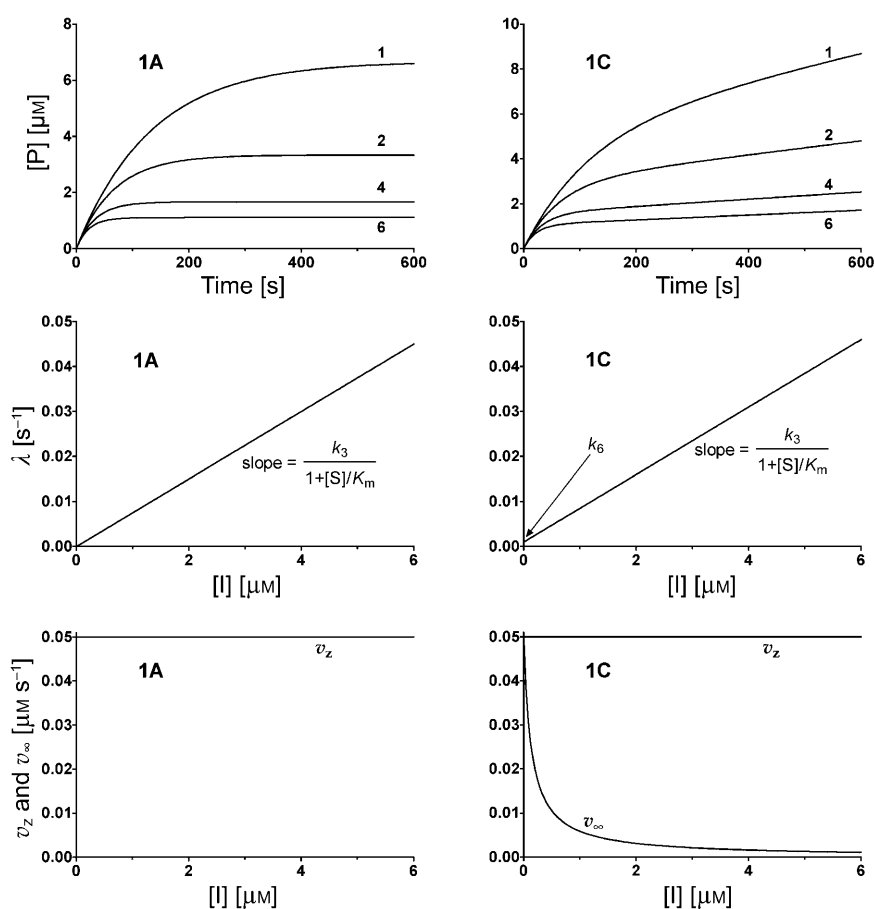 1A
[P] [μM]
8
6
4
2
0
1
2
4
6
0 200 400 600
Time [s]
1C
10
8
6
4
2
0
1
2
4
6
0 200 400 600
Time [s]
1A
λ [s⁻¹]
0.05
0.04
0.03
0.02
0.01
0.00
slope = k₃ / 1+[S]/Kₘ
0 2 4 6
[I] [μM]
1C
0.05
0.04
0.03
0.02
0.01
0.00
k₆
slope = k₃ / 1+[S]/Kₘ
0 2 4 6
[I] [μM]
1A
v_z and v_∞ [μM s⁻¹]
0.05
0.04
0.03
0.02
0.01
0.00
v_z
0 2 4 6
[I] [μM]
1C
0.05
0.04
0.03
0.02
0.01
0.00
v_z
v_∞
0 2 4 6
[I] [μM]